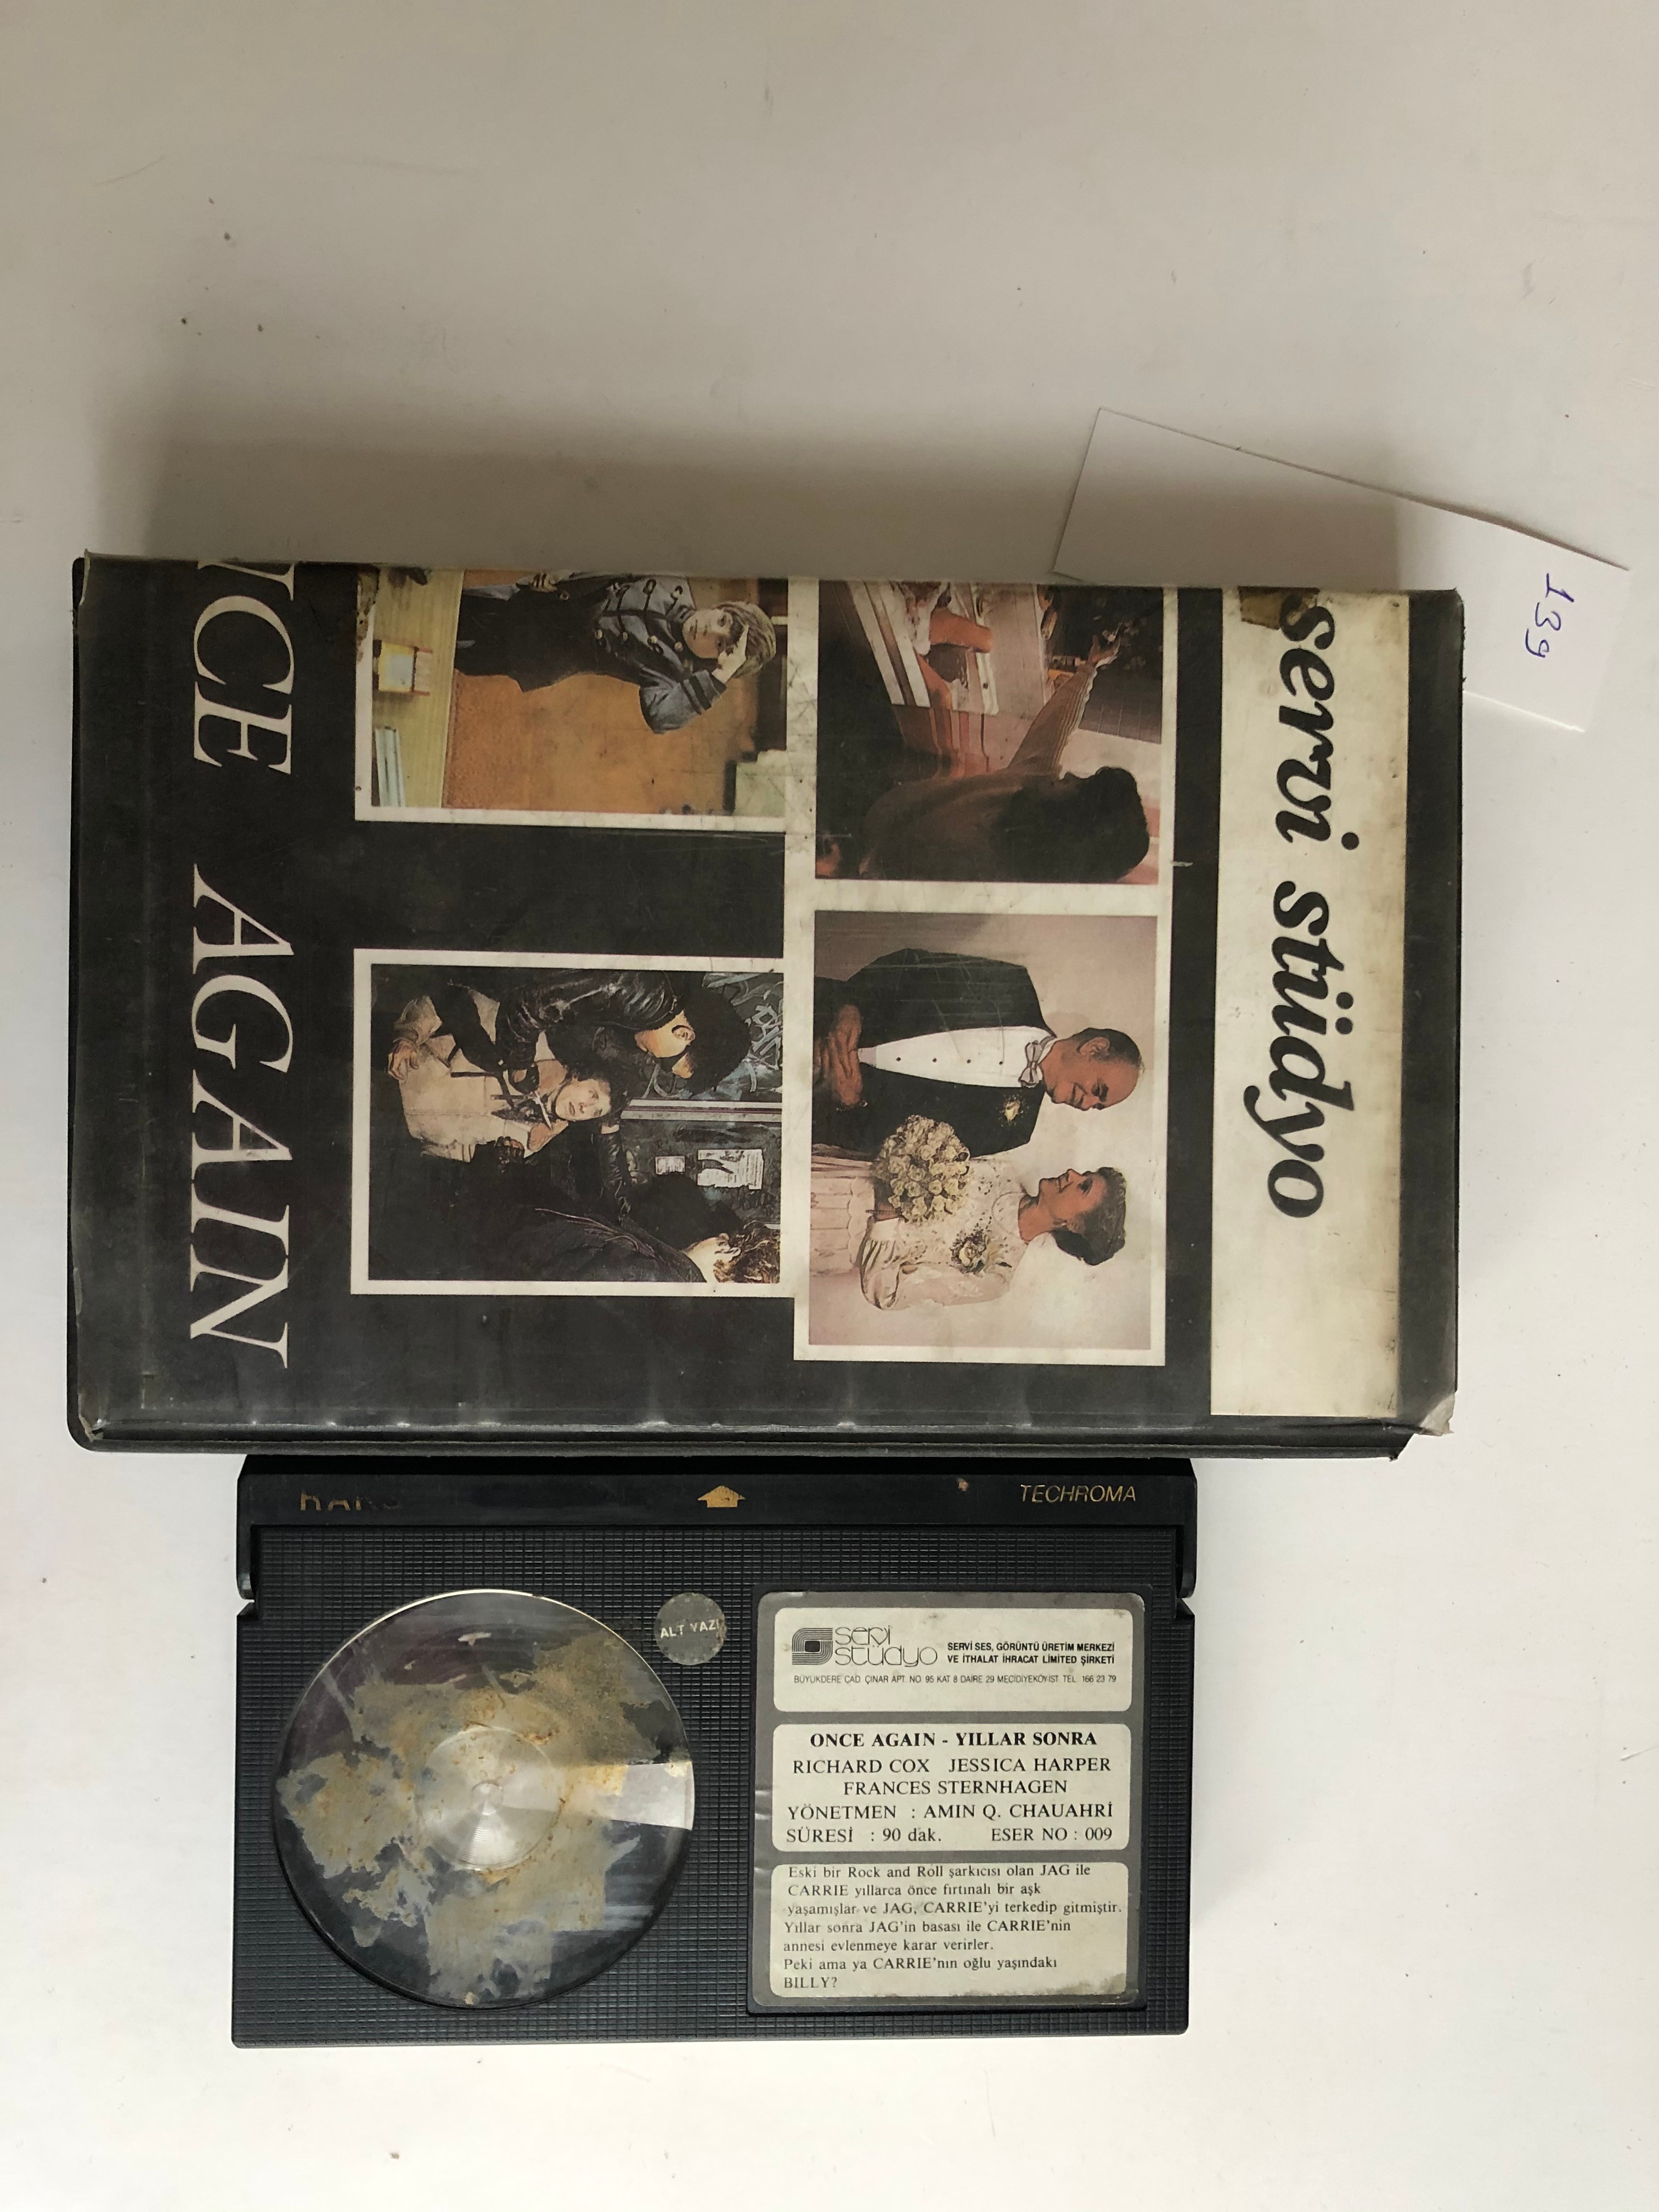 139
servi stüdyo
NCE AGAIN
TECHROMA
ALT YAZI
servi
stüdyo
SERVİ SES, GÖRÜNTÜ ÜRETİM MERKEZİ
VE İTHALAT İHRACAT LİMİTED ŞİRKETİ
BÜYÜKDERE CAD. ÇINAR APT. NO 95 KAT 8 DAİRE 29 MECİDİYEKÖY/İST TEL: 166 23 79
ONCE AGAIN - YILLAR SONRA
RICHARD COX JESSICA HARPER
FRANCES STERNHAGEN
YÖNETMEN : AMIN Q. CHAUAHRİ
SÜRESİ : 90 dak. ESER NO : 009
Eski bir Rock and Roll şarkıcısı olan JAG ile
CARRIE yıllarca önce fırtınalı bir aşk
yaşamışlar ve JAG, CARRIE'yi terkedip gitmiştir.
Yıllar sonra JAG'in basası ile CARRIE'nin
annesi evlenmeye karar verirler.
Peki ama ya CARRIE'nın oğlu yaşındakı
BILLY?